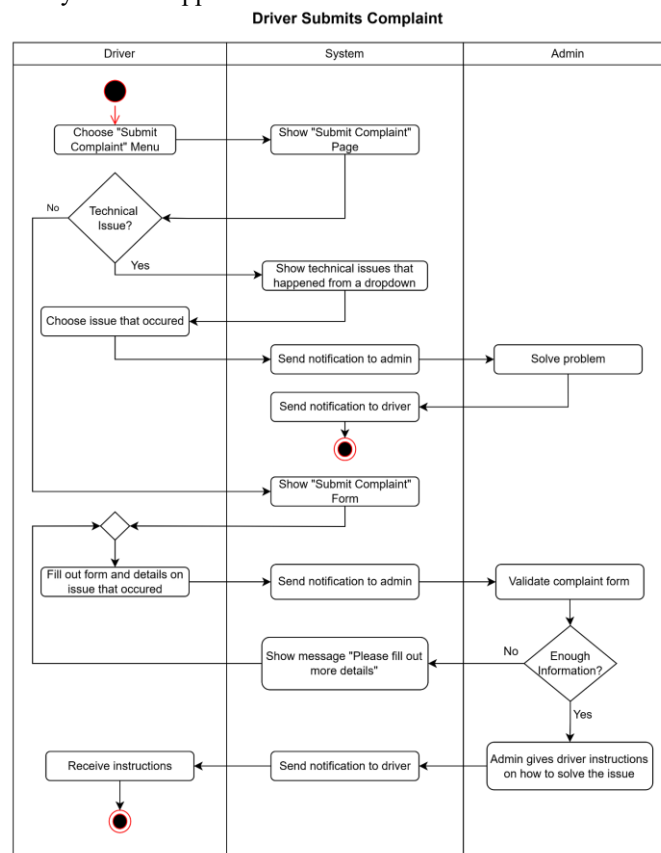 Driver Submits Complaint
Driver
System
Admin
Choose "Submit
Complaint" Menu
Show "Submit Complaint"
Page
Technical
Issue?
No
Yes
Show technical issues that
happened from a dropdown
Choose issue that occured
Send notification to admin
Solve problem
Send notification to driver
Show "Submit Complaint"
Form
Fill out form and details on
issue that occured
Send notification to admin
Validate complaint form
Show message "Please fill out
more details"
No
Enough
Information?
Yes
Receive instructions
Send notification to driver
Admin gives driver instructions
on how to solve the issue